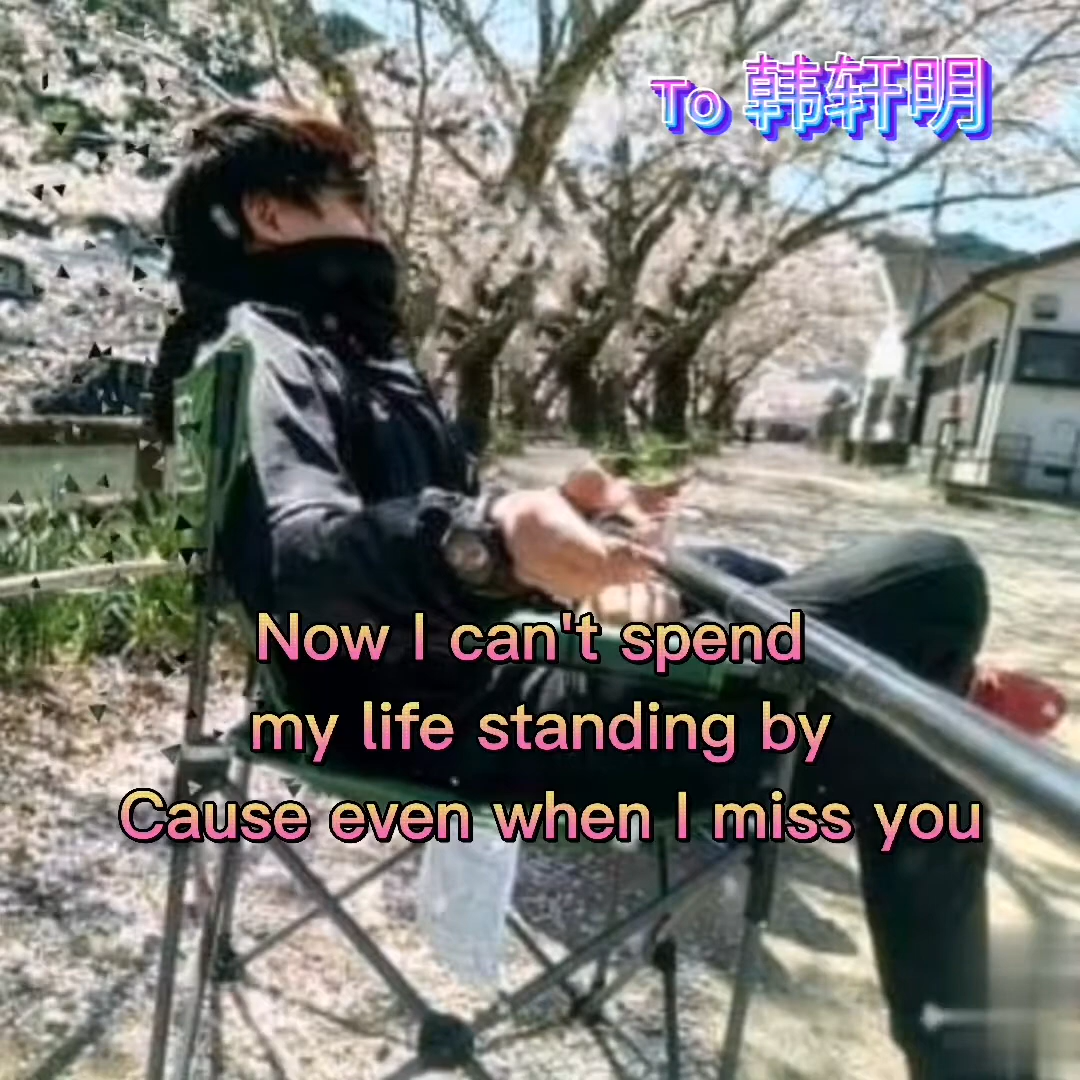 To 韩轩明
Now I can't spend
my life standing by
Cause even when I miss you